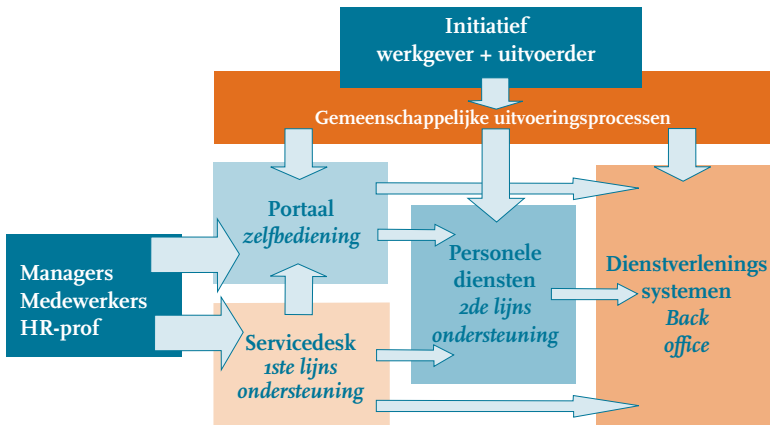 Initiatief
werkgever + uitvoerder
Gemeenschappelijke uitvoeringsprocessen
Portaal
zelfbediening
Managers
Medewerkers
HR-prof
Servicedesk
1ste lijns
ondersteuning
Personele
diensten
2de lijns
ondersteuning
Dienstverlenings
systemen
Back
office